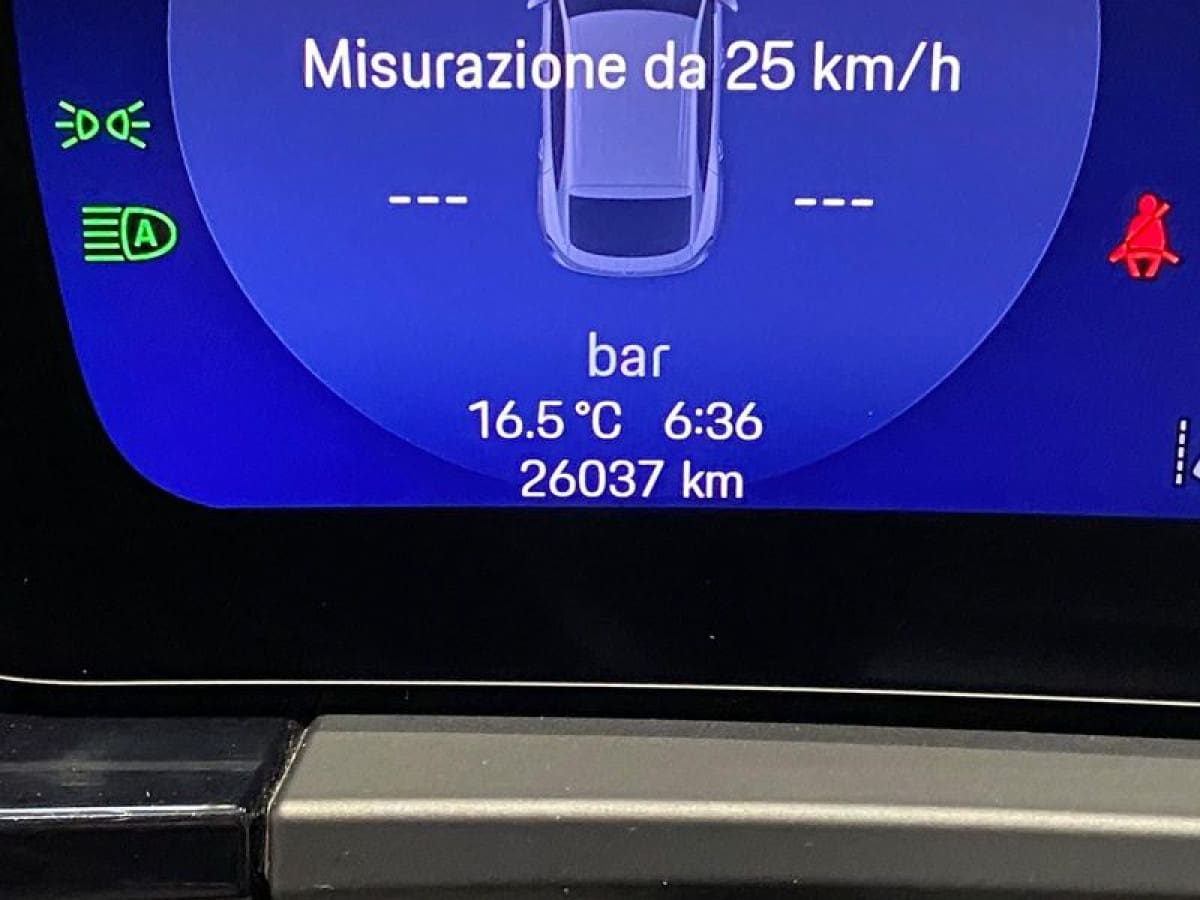 Misurazione da 25 km/h
--- ---
A
bar
16.5 °C 6:36
26037 km